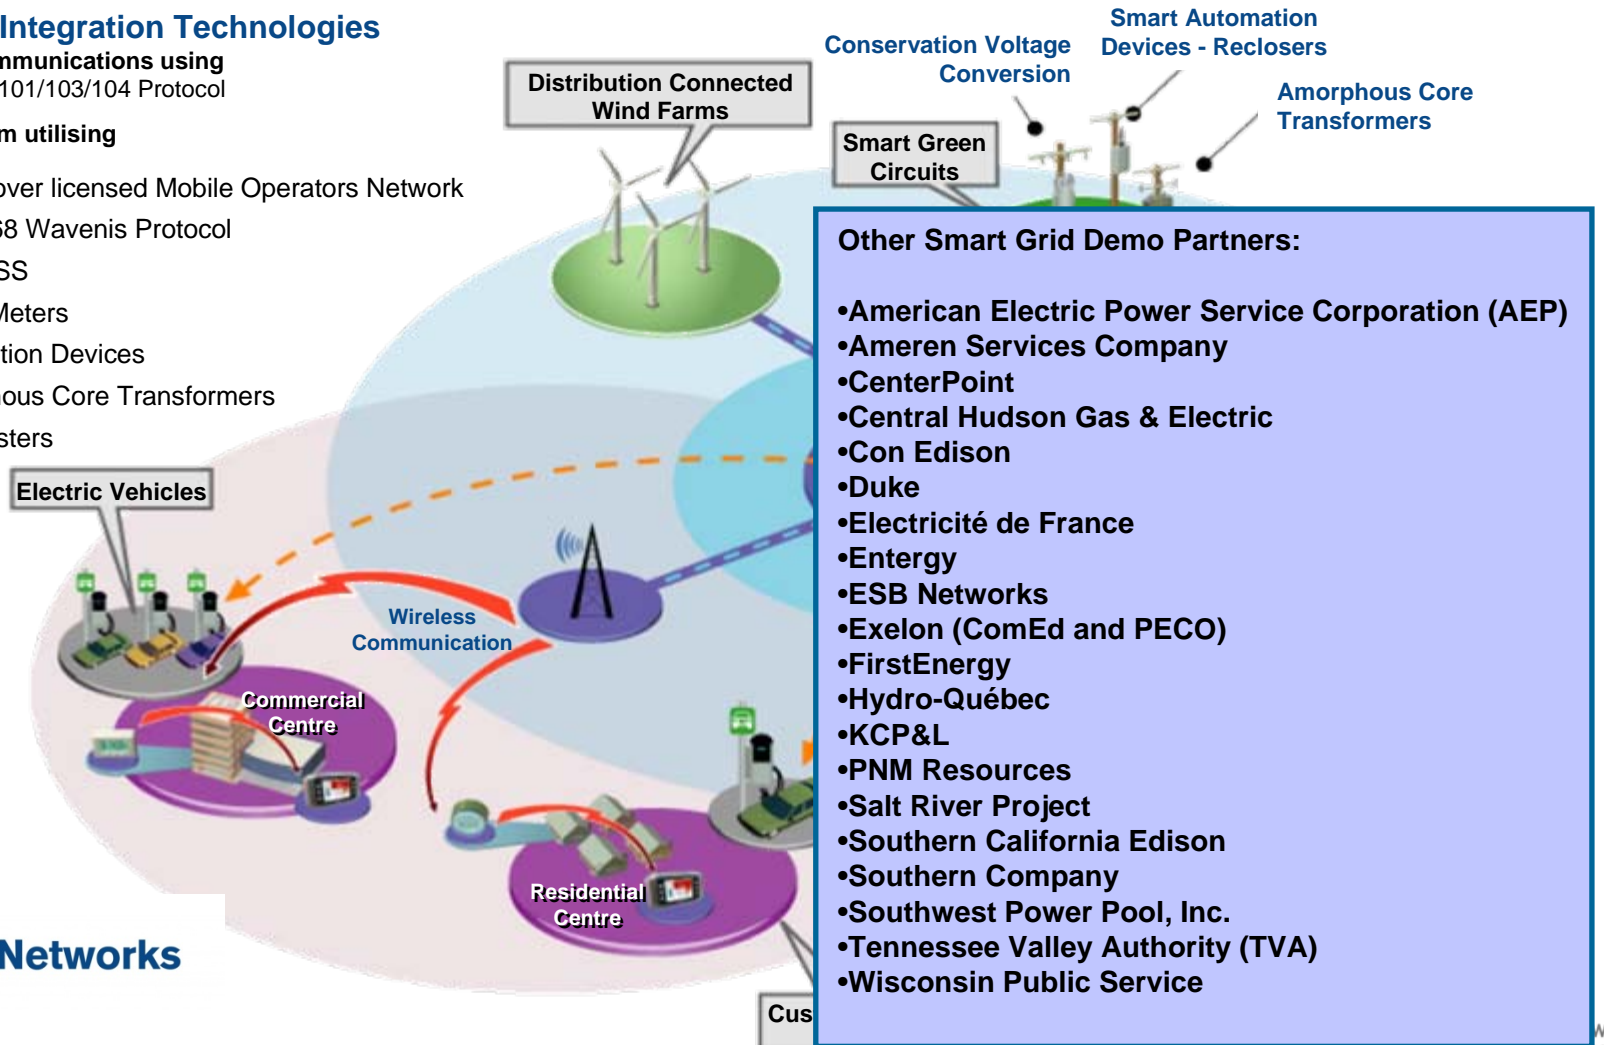 Integration Technologies
mmunications using
101/103/104 Protocol
m utilising
over licensed Mobile Operators Network
68 Wavenis Protocol
SS
Meters
tion Devices
ous Core Transformers
sters
Electric Vehicles
Distribution Connected
Wind Farms
Conservation Voltage
Conversion
Smart Automation
Devices - Reclosers
Amorphous Core
Transformers
Smart Green
Circuits
Wireless
Communication
Commercial
Centre
Residential
Centre
Networks
Cus
Other Smart Grid Demo Partners:
•American Electric Power Service Corporation (AEP)
•Ameren Services Company
•CenterPoint
•Central Hudson Gas & Electric
•Con Edison
•Duke
•Electricité de France
•Entergy
•ESB Networks
•Exelon (ComEd and PECO)
•FirstEnergy
•Hydro-Québec
•KCP&L
•PNM Resources
•Salt River Project
•Southern California Edison
•Southern Company
•Southwest Power Pool, Inc.
•Tennessee Valley Authority (TVA)
•Wisconsin Public Service